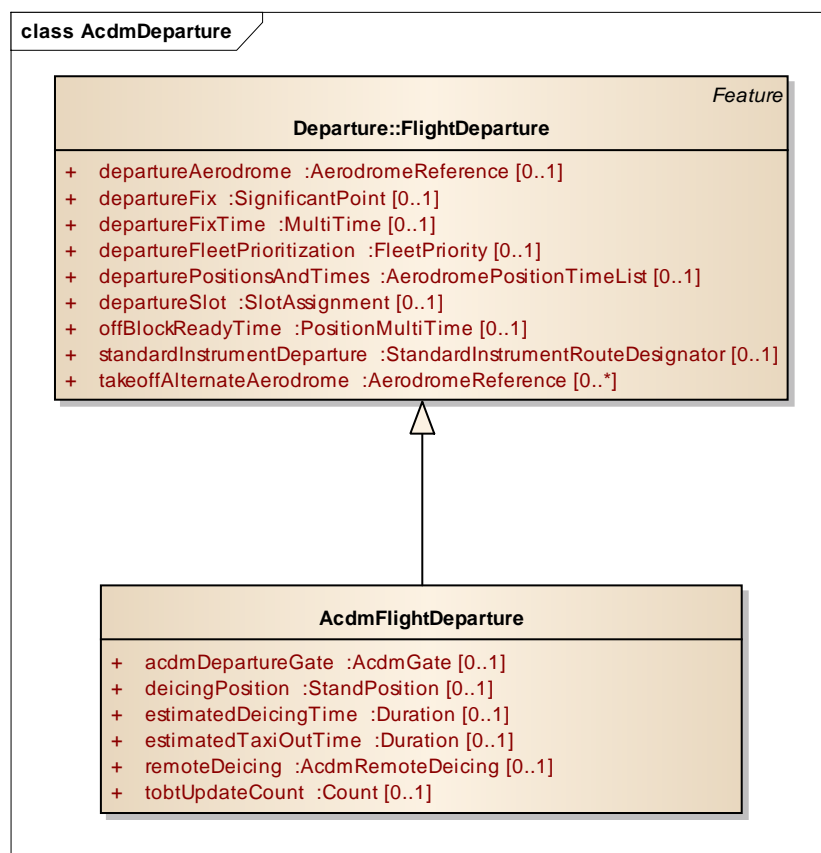 class AcdmDeparture
Feature
Departure::FlightDeparture
+ departureAerodrome :AerodromeReference [0..1]
+ departureFix :SignificantPoint [0..1]
+ departureFixTime :MultiTime [0..1]
+ departureFleetPrioritization :FleetPriority [0..1]
+ departurePositionsAndTimes :AerodromePositionTimeList [0..1]
+ departureSlot :SlotAssignment [0..1]
+ offBlockReadyTime :PositionMultiTime [0..1]
+ standardInstrumentDeparture :StandardInstrumentRouteDesignator [0..1]
+ takeoffAlternateAerodrome :AerodromeReference [0..*]
AcdmFlightDeparture
+ acdmDepartureGate :AcdmGate [0..1]
+ deicingPosition :StandPosition [0..1]
+ estimatedDeicingTime :Duration [0..1]
+ estimatedTaxiOutTime :Duration [0..1]
+ remoteDeicing :AcdmRemoteDeicing [0..1]
+ tobtUpdateCount :Count [0..1]